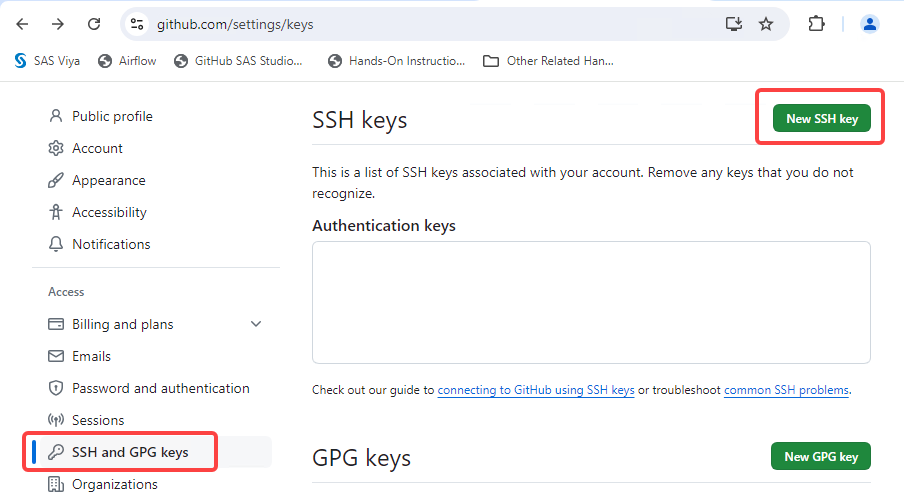 github.com/settings/keys
SAS Viya Airflow GitHub SAS Studio... Hands-On Instructio... Other Related Han...
Public profile
Account
Appearance
Accessibility
Notifications
Access
Billing and plans
Emails
Password and authentication
Sessions
SSH and GPG keys
Organizations
SSH keys
New SSH key
This is a list of SSH keys associated with your account. Remove any keys that you do not
recognize.
Authentication keys
Check out our guide to connecting to GitHub using SSH keys or troubleshoot common SSH problems.
GPG keys
New GPG key